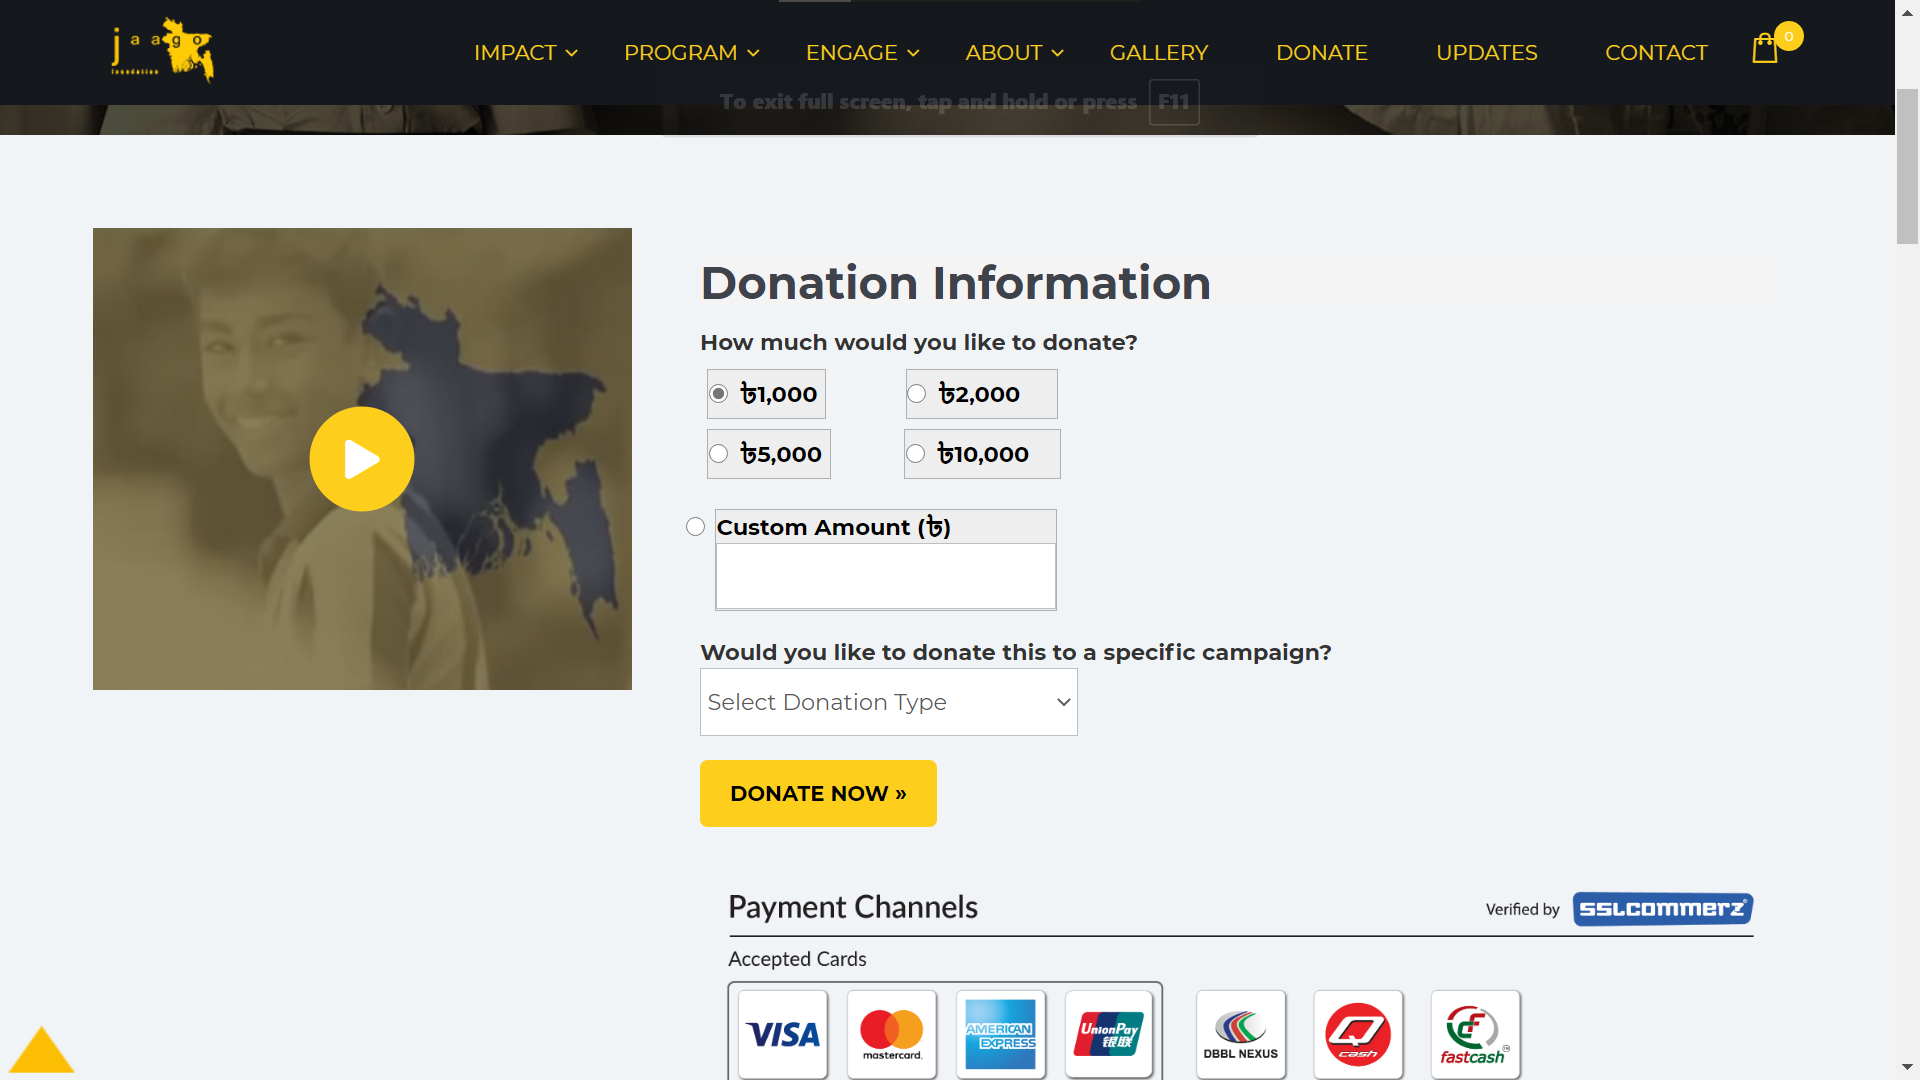 jaago
foundation
IMPACT
PROGRAM
ENGAGE
ABOUT
GALLERY
DONATE
UPDATES
CONTACT
0
To exit full screen, tap and hold or press F11
Donation Information
How much would you like to donate?
৳1,000
৳2,000
৳5,000
৳10,000
Custom Amount (৳)
Would you like to donate this to a specific campaign?
Select Donation Type
DONATE NOW »
Payment Channels
Verified by SSLCOMMERZ
Accepted Cards
VISA
mastercard.
AMERICAN EXPRESS
UnionPay
银联
DBBL NEXUS
Q cash
fastcash™